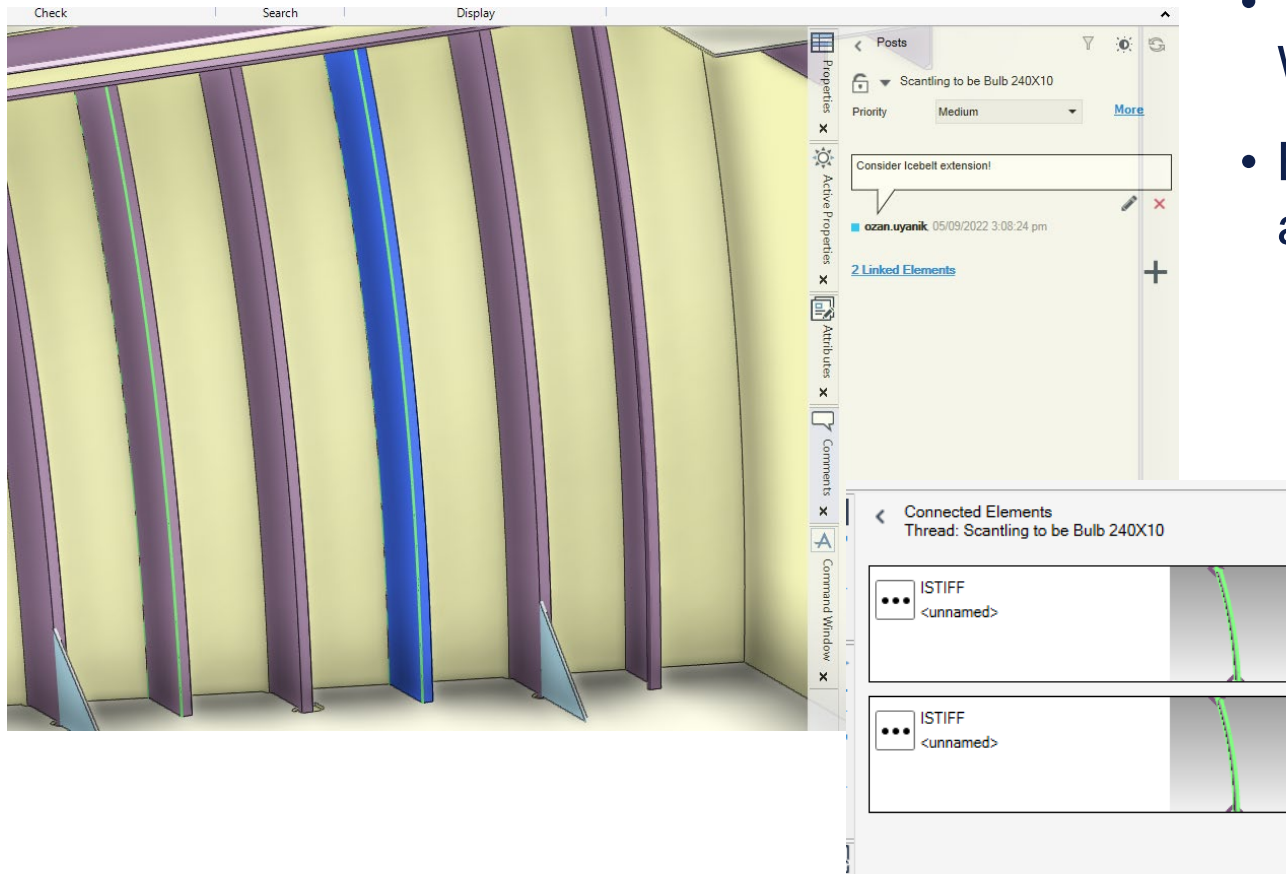 Check Search Display
Posts
Scantling to be Bulb 240X10
Priority Medium More
Consider Icebelt extension!
ozan.uyanik, 05/09/2022 3:08:24 pm
2 Linked Elements
Properties
Active Properties
Attributes
Comments
Command Window
Connected Elements
Thread: Scantling to be Bulb 240X10
ISTIFF
<unnamed>
ISTIFF
<unnamed>